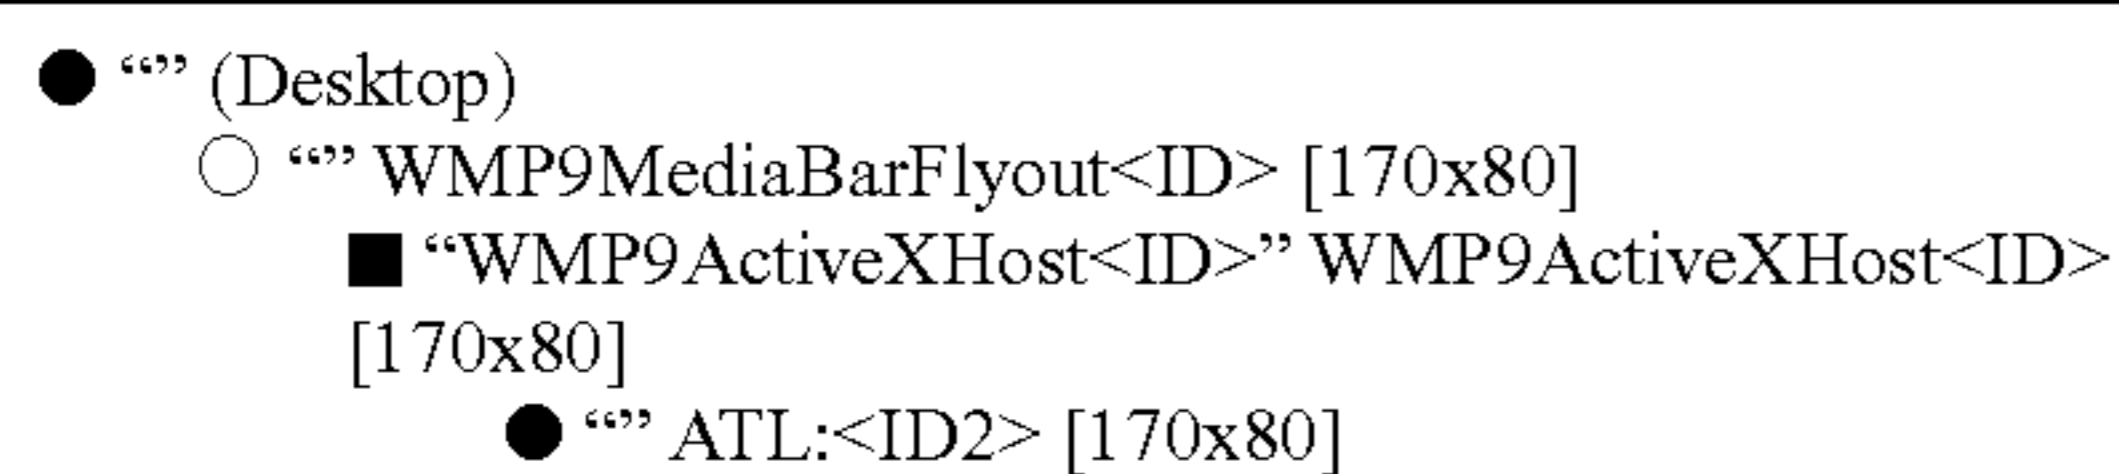 ● “” (Desktop)
○ “” WMP9MediaBarFlyout<ID> [170x80]
■ “WMP9ActiveXHost<ID>” WMP9ActiveXHost<ID>
[170x80]
● “” ATL:<ID2> [170x80]